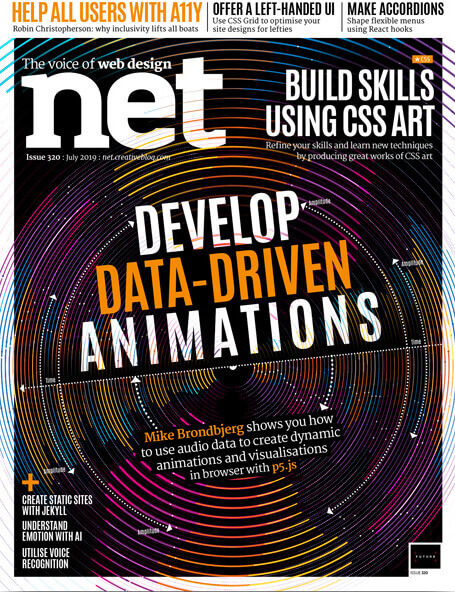 HELP ALL USERS WITH A11Y
Robin Christopherson: why inclusivity lifts all boats
OFFER A LEFT-HANDED UI
Use CSS Grid to optimise your
site designs for lefties
MAKE ACCORDIONS
Shape flexible menus
using React hooks
The voice of web design
net
Issue 320 : July 2019 : net.creativebloq.com
★ CSS
BUILD SKILLS
USING CSS ART
Refine your skills and learn new techniques
by producing great works of CSS art
Amplitude
DEVELOP
Amplitude
DATA-DRIVEN
Amplitude
ANIMATIONS
Time
Time
Mike Brondbjerg shows you how
to use audio data to create dynamic
animations and visualisations
in browser with p5.js
Amplitude
Amplitude
+
CREATE STATIC SITES
WITH JEKYLL
UNDERSTAND
EMOTION WITH AI
UTILISE VOICE
RECOGNITION
FUTURE
ISSUE 320